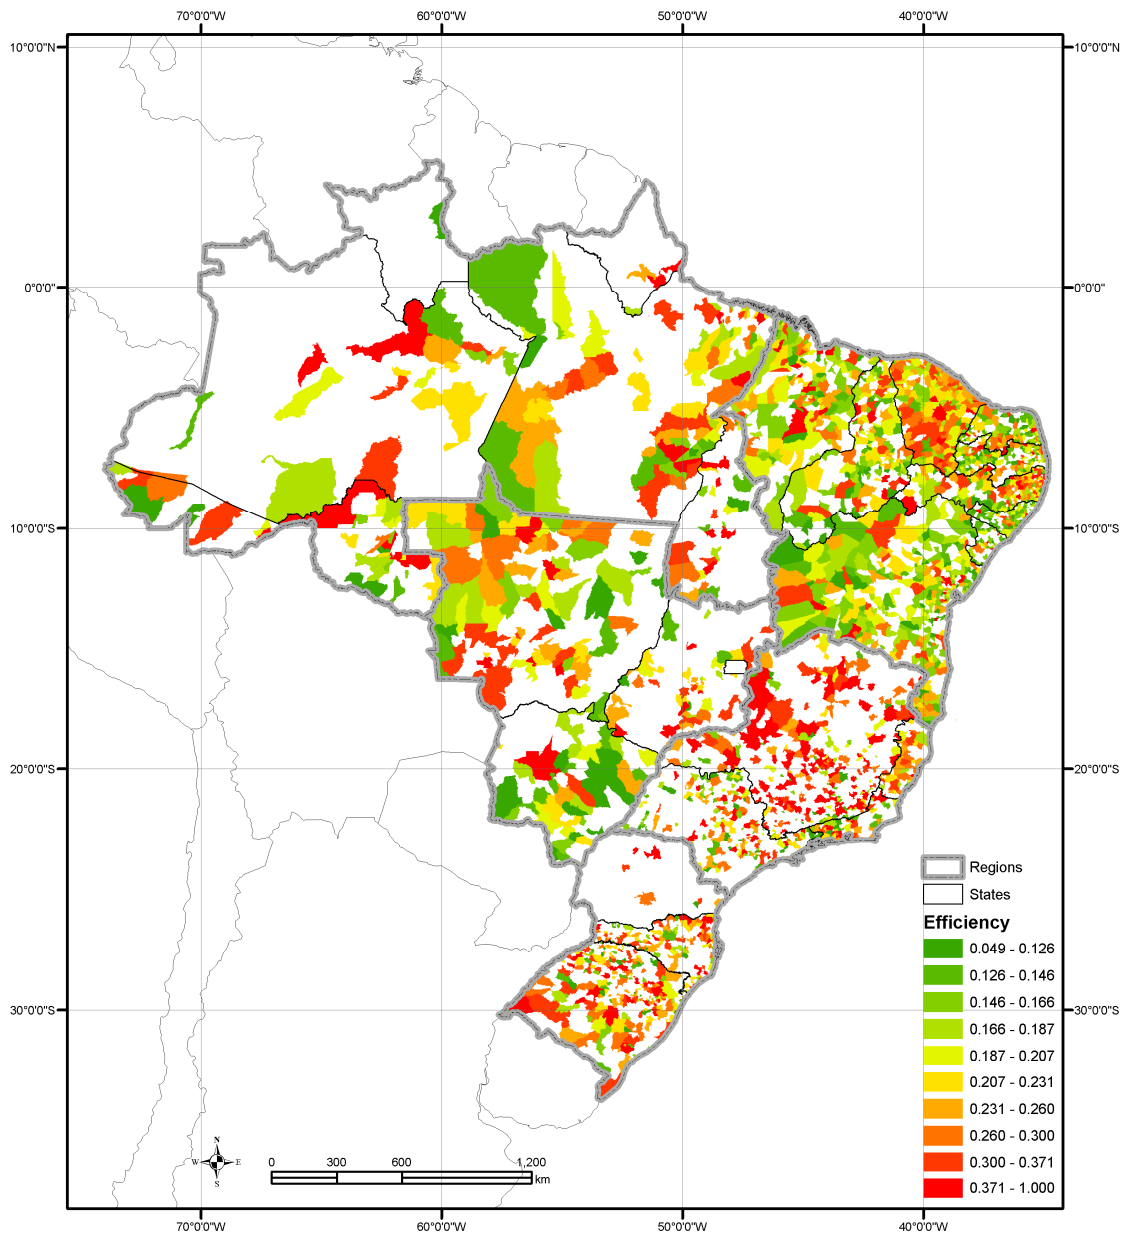 70°0'0"W 60°0'0"W 50°0'0"W 40°0'0"W
10°0'0"N 10°0'0"N
0°0'0" 0°0'0"
10°0'0"S 10°0'0"S
20°0'0"S 20°0'0"S
30°0'0"S 30°0'0"S
Regions
States
Efficiency
0.049 - 0.126
0.126 - 0.146
0.146 - 0.166
0.166 - 0.187
0.187 - 0.207
0.207 - 0.231
0.231 - 0.260
0.260 - 0.300
0.300 - 0.371
0.371 - 1.000
N
W E
S
0 300 600 1,200
km
70°0'0"W 60°0'0"W 50°0'0"W 40°0'0"W